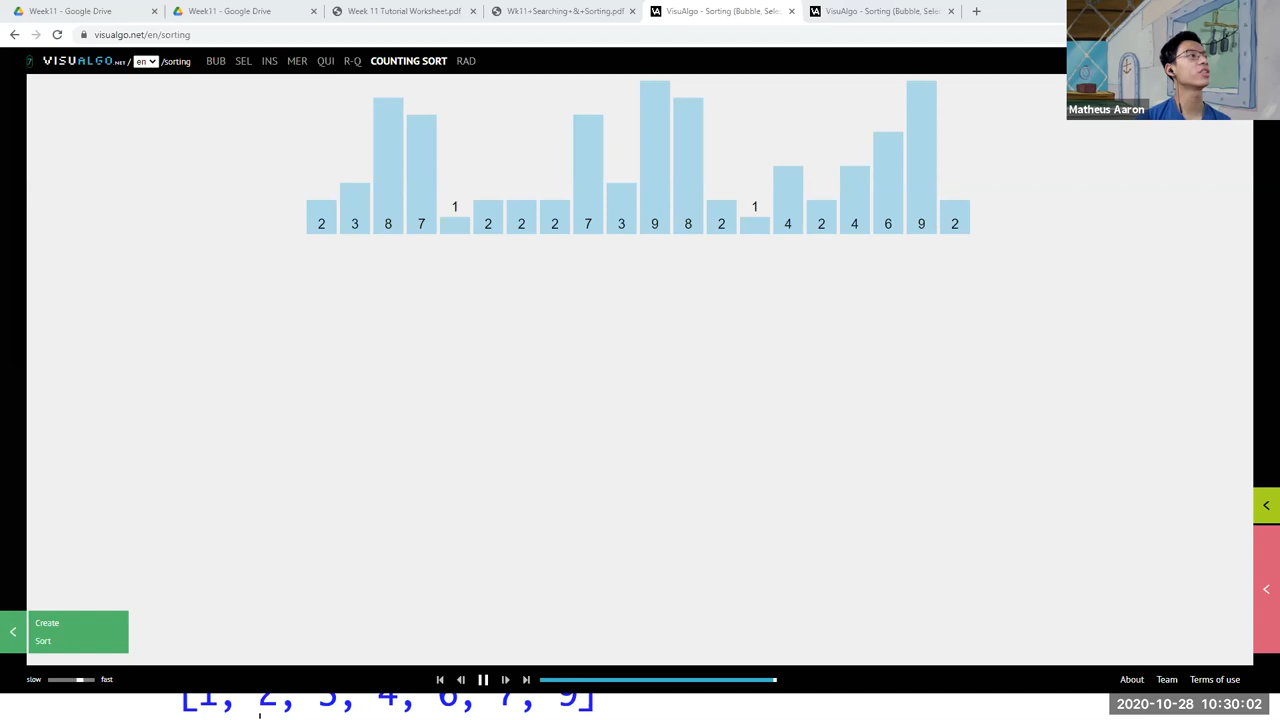 Week11 - Google Drive
Week11 - Google Drive
Week 11 Tutorial Worksheet.pdf
Wk11+Searching+&+Sorting.pdf
VisuAlgo - Sorting (Bubble, Sele
VisuAlgo - Sorting (Bubble, Selec
visualgo.net/en/sorting
7 VISUALGO.NET/ en /sorting BUB SEL INS MER QUI R-Q COUNTING SORT RAD
Matheus Aaron
2 3 8 7 1 2 2 2 7 3 9 8 2 1 4 2 4 6 9 2
Create
Sort
slow fast
About Team Terms of use
[1, 2, 3, 4, 6, 7, 9]
2020-10-28 10:30:02